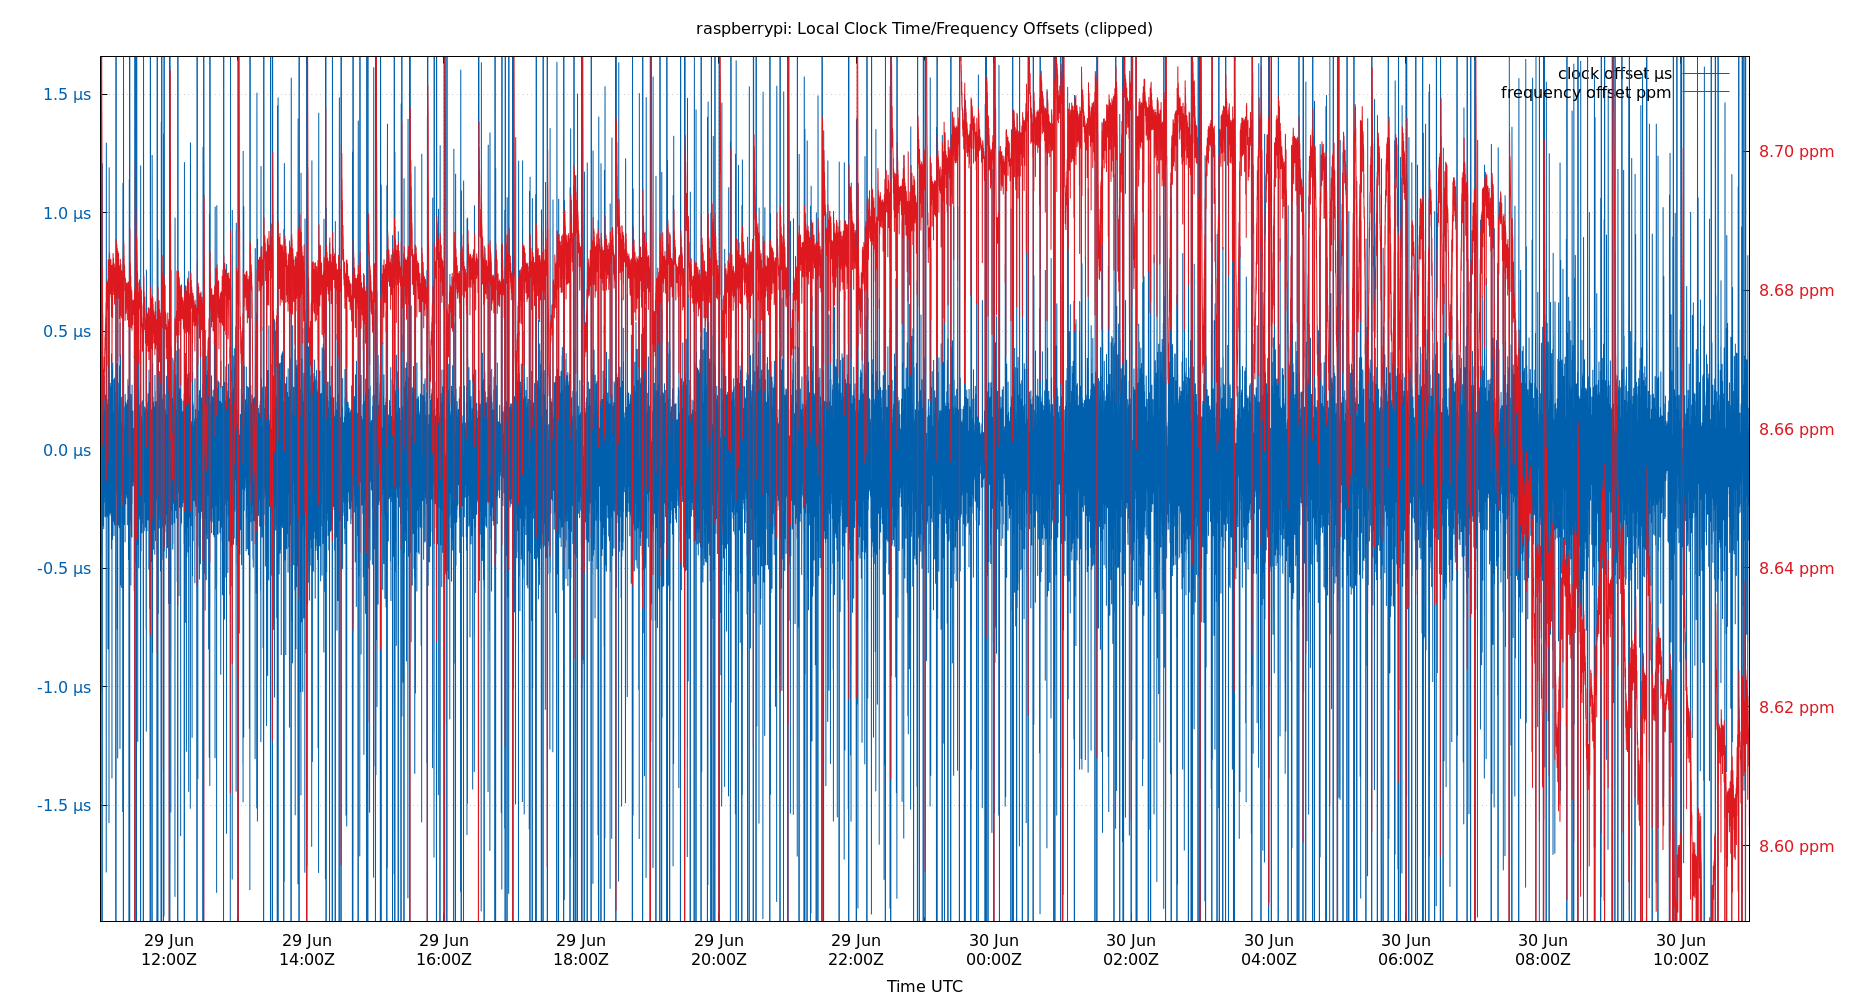 raspberrypi: Local Clock Time/Frequency Offsets (clipped)
clock offset µs
frequency offset ppm
1.5 µs
1.0 µs
0.5 µs
0.0 µs
-0.5 µs
-1.0 µs
-1.5 µs
8.70 ppm
8.68 ppm
8.66 ppm
8.64 ppm
8.62 ppm
8.60 ppm
29 Jun 29 Jun 29 Jun 29 Jun 29 Jun 29 Jun 30 Jun 30 Jun 30 Jun 30 Jun 30 Jun 30 Jun
12:00Z 14:00Z 16:00Z 18:00Z 20:00Z 22:00Z 00:00Z 02:00Z 04:00Z 06:00Z 08:00Z 10:00Z
Time UTC